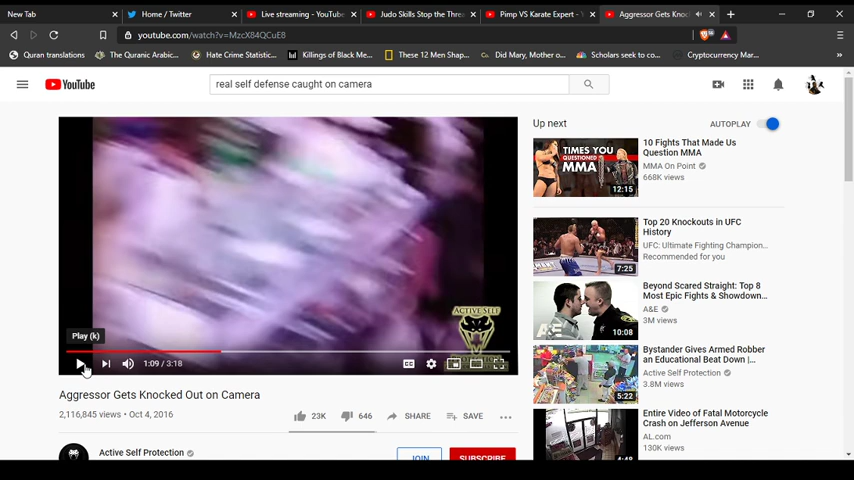 New Tab
Home / Twitter
Live streaming - YouTube
Judo Skills Stop the Threa
Pimp VS Karate Expert -
Aggressor Gets Knoc
youtube.com/watch?v=MzcX84QCuE8
Quran translations
The Quranic Arabic...
Hate Crime Statistic...
Killings of Black Me...
These 12 Men Shap...
Did Mary, Mother o...
Scholars seek to co...
Cryptocurrency Mar...
YouTube
real self defense caught on camera
Up next
AUTOPLAY
10 Fights That Made Us
Question MMA
MMA On Point
668K views
TIMES YOU
QUESTIONED
MMA
12:15
Top 20 Knockouts in UFC
History
UFC: Ultimate Fighting Champion...
Recommended for you
7:25
Beyond Scared Straight: Top 8
Most Epic Fights & Showdown...
A&E
3M views
10:08
Bystander Gives Armed Robber
an Educational Beat Down |...
Active Self Protection
3.8M views
5:22
Entire Video of Fatal Motorcycle
Crash on Jefferson Avenue
AL.com
130K views
4:48
ACTIVE SELF
Play (k)
1:09 / 3:18
CC
Aggressor Gets Knocked Out on Camera
2,116,845 views • Oct 4, 2016
23K
646
SHARE
SAVE
Active Self Protection
JOIN
SUBSCRIBE